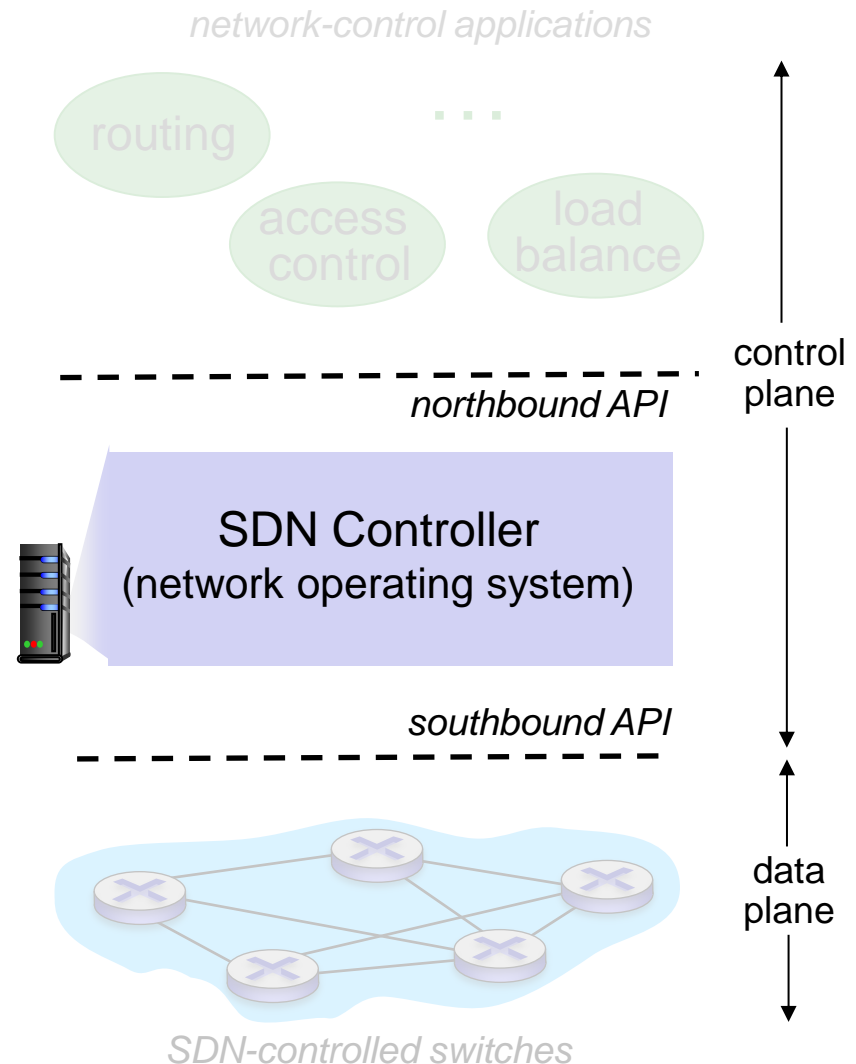 network-control applications
routing
…
access
control
load
balance
control
plane
northbound API
SDN Controller
(network operating system)
southbound API
data
plane
SDN-controlled switches